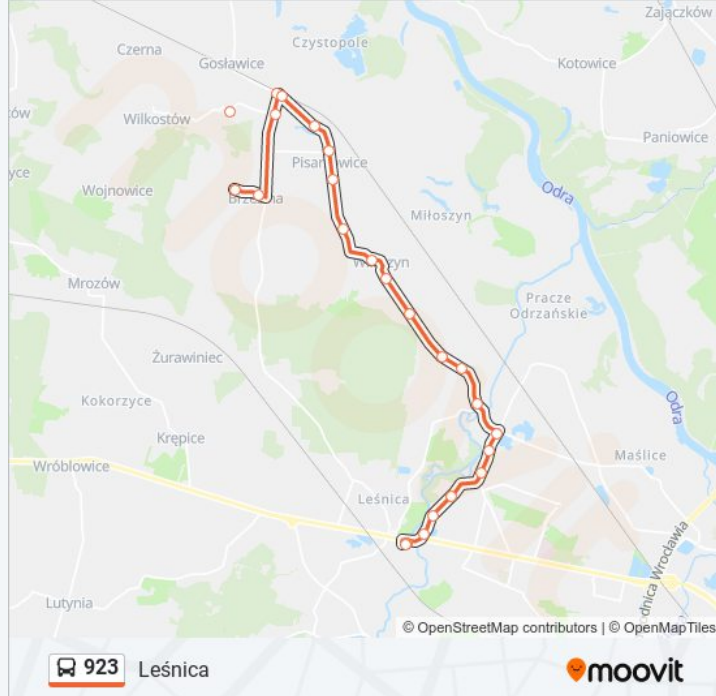 Zajączków
Czystopole
Czerna
Gosławice
Kotowice
Wilkostów
Paniowice
Wojnowice
Odra
Miłoszyn
Mrozów
Pracze
Odrzańskie
Żurawiniec
Kokorzyce
Odra
Krępice
Maślice
Wróblowice
Leśnica
Lutynia
© OpenStreetMap contributors | © OpenMapTiles
923 Leśnica
moovit